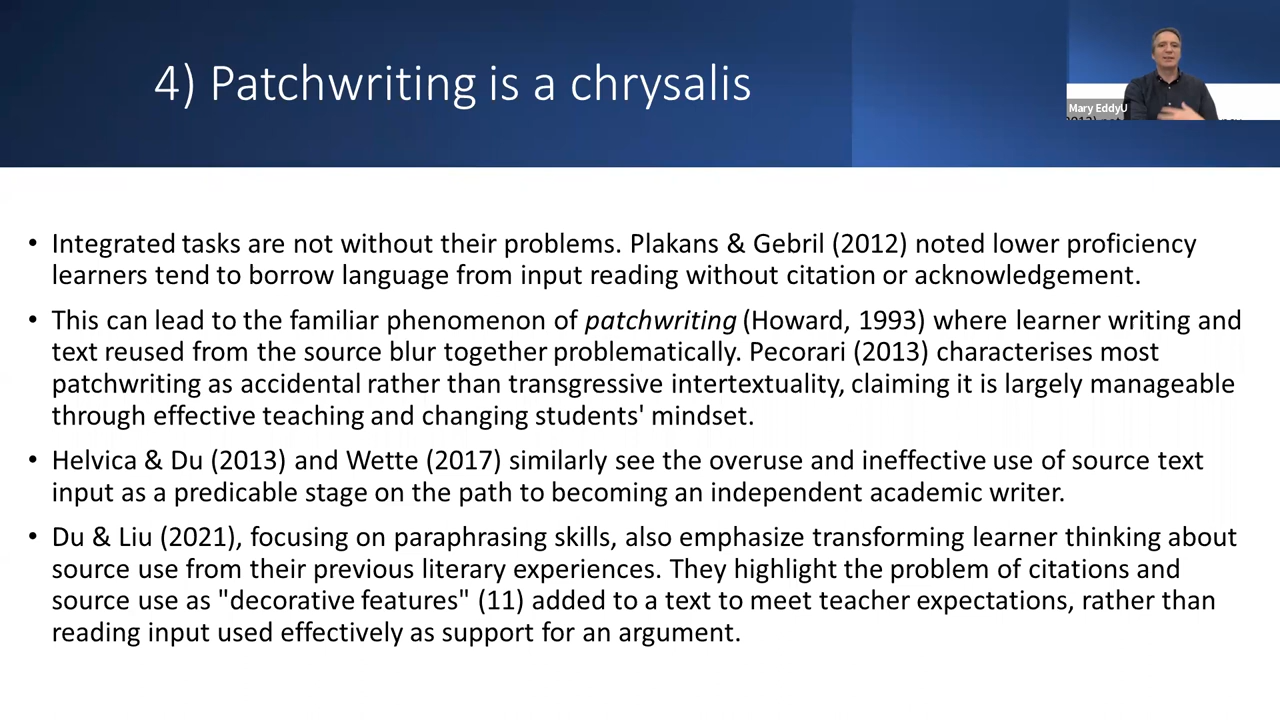 4) Patchwriting is a chrysalis
Mary EddyU
• Integrated tasks are not without their problems. Plakans & Gebril (2012) noted lower proficiency
learners tend to borrow language from input reading without citation or acknowledgement.
• This can lead to the familiar phenomenon of patchwriting (Howard, 1993) where learner writing and
text reused from the source blur together problematically. Pecorari (2013) characterises most
patchwriting as accidental rather than transgressive intertextuality, claiming it is largely manageable
through effective teaching and changing students' mindset.
• Helvica & Du (2013) and Wette (2017) similarly see the overuse and ineffective use of source text
input as a predicable stage on the path to becoming an independent academic writer.
• Du & Liu (2021), focusing on paraphrasing skills, also emphasize transforming learner thinking about
source use from their previous literary experiences. They highlight the problem of citations and
source use as "decorative features" (11) added to a text to meet teacher expectations, rather than
reading input used effectively as support for an argument.